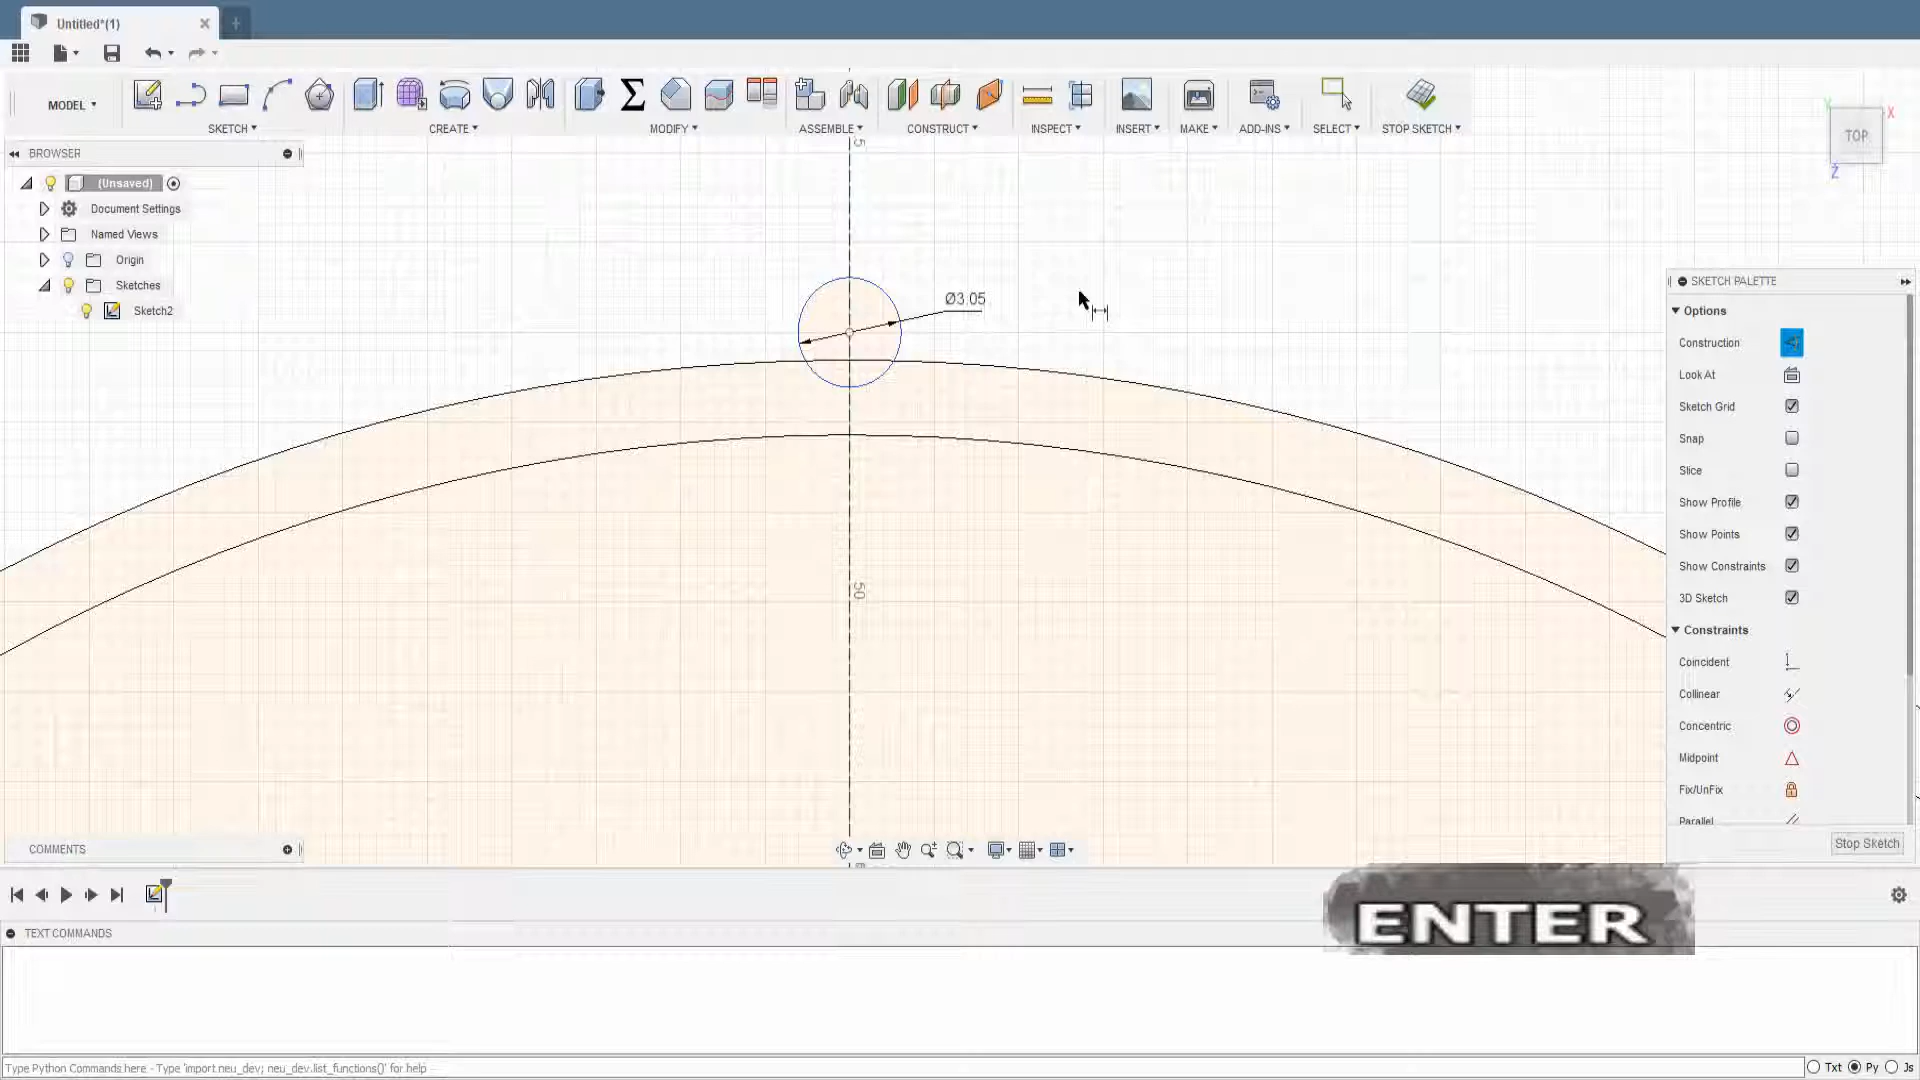 Untitled*(1)
MODEL
SKETCH
CREATE
MODIFY
ASSEMBLE
CONSTRUCT
INSPECT
INSERT
MAKE
ADD-INS
SELECT
STOP SKETCH
X
Y
TOP
Z
BROWSER
(Unsaved)
Document Settings
Named Views
Origin
Sketches
Sketch2
5
Ø3.05
50
SKETCH PALETTE
Options
Construction
Look At
Sketch Grid
Snap
Slice
Show Profile
Show Points
Show Constraints
3D Sketch
Constraints
Coincident
Collinear
Concentric
Midpoint
Fix/UnFix
Parallel
Stop Sketch
COMMENTS
ENTER
TEXT COMMANDS
Type Python Commands here - Type 'import neu_dev; neu_dev.list_functions()' for help
Txt Py Js